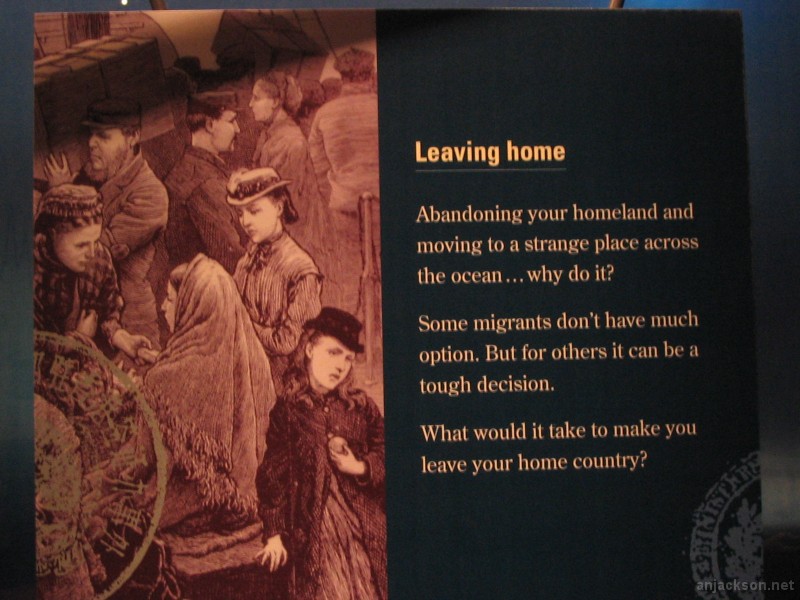 Leaving home
Abandoning your homeland and
moving to a strange place across
the ocean...why do it?
Some migrants don't have much
option. But for others it can be a
tough decision.
What would it take to make you
leave your home country?
anjackson.net